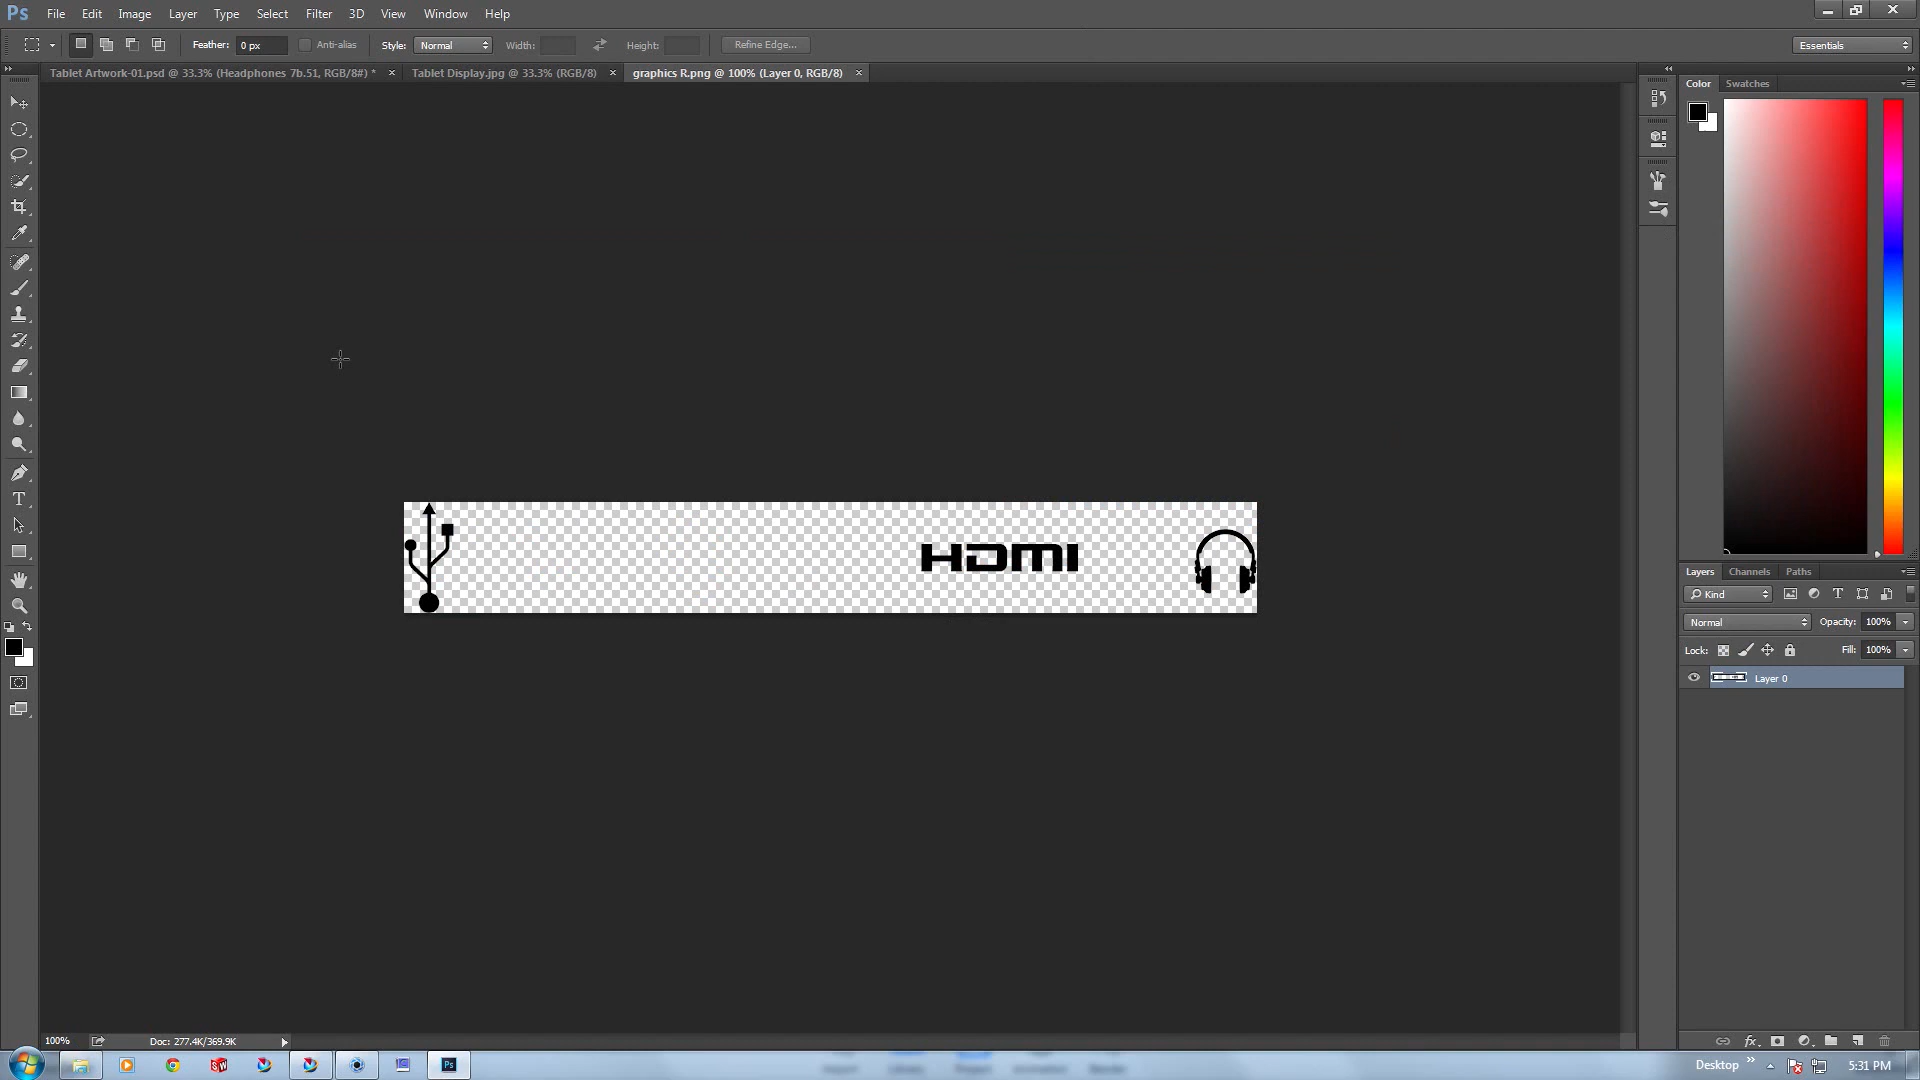 Ps File Edit Image Layer Type Select Filter 3D View Window Help
Feather: 0 px Anti-alias Style: Normal Width: Height: Refine Edge... Essentials
Tablet Artwork-01.psd @ 33.3% (Headphones 7b.51, RGB/8#) * × Tablet Display.jpg @ 33.3% (RGB/8) × graphics R.png @ 100% (Layer 0, RGB/8) ×
Color Swatches
HDMI
Layers Channels Paths
Kind
Normal Opacity: 100%
Lock: Fill: 100%
Layer 0
100% Doc: 277.4K/369.9K
SW Ps Desktop 5:31 PM